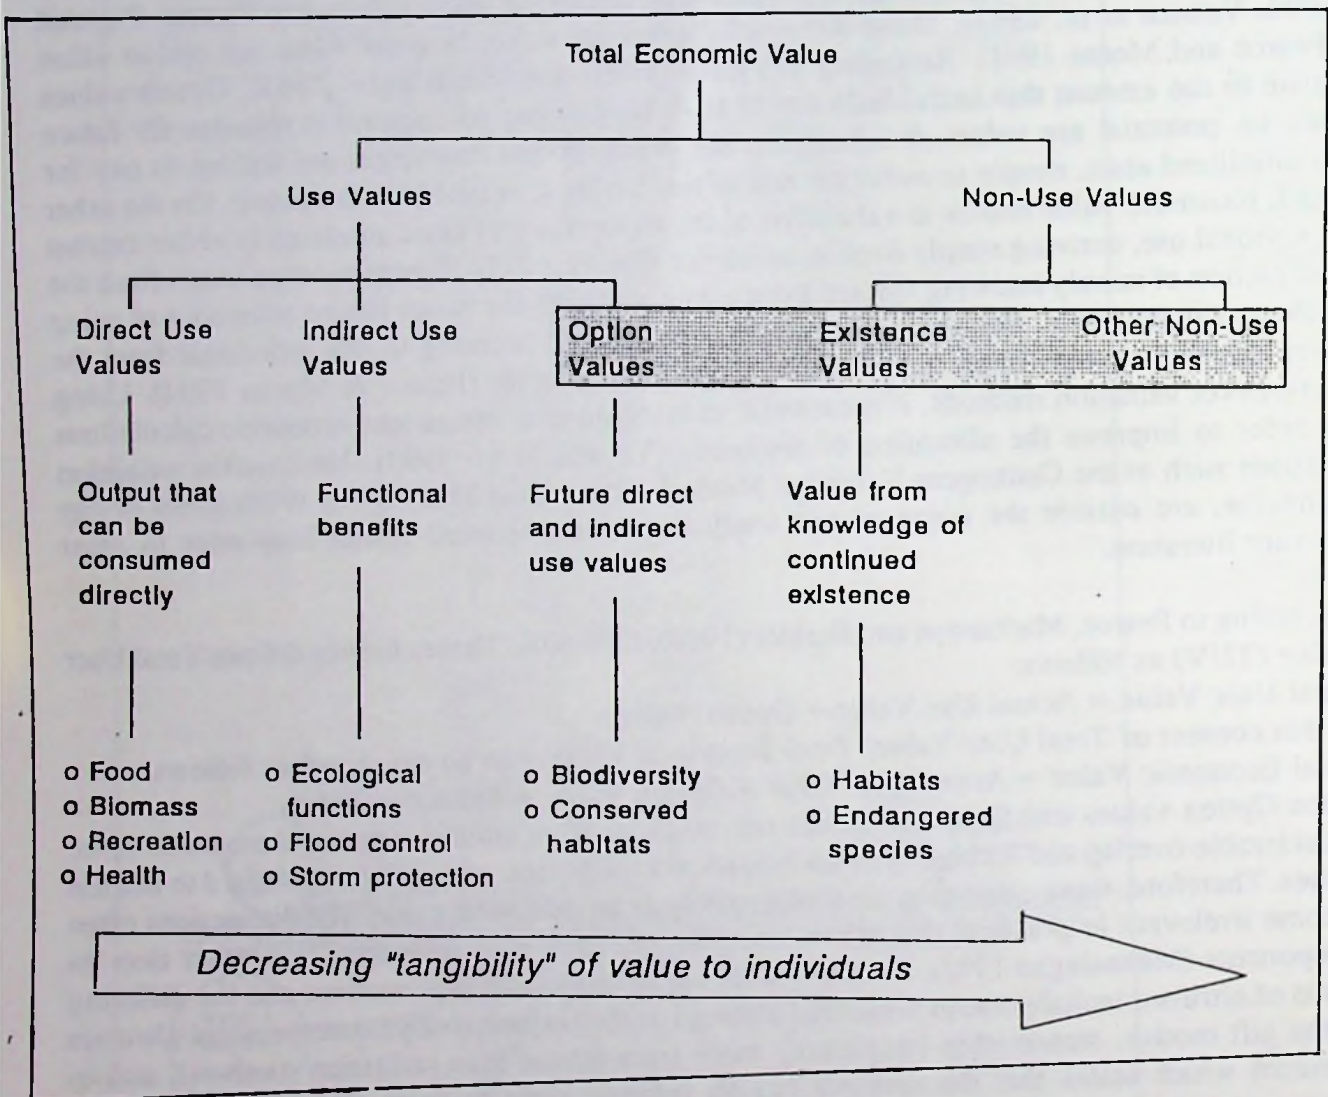 Total Economic Value
Use Values
Non-Use Values
Direct Use
Values
Indirect Use
Values
Option
Values
Existence
Values
Other Non-Use
Values
Output that
can be
consumed
directly
Functional
benefits
Future direct
and indirect
use values
Value from
knowledge of
continued
existence
o Food
o Biomass
o Recreation
o Health
o Ecological
functions
o Flood control
o Storm protection
o Biodiversity
o Conserved
habitats
o Habitats
o Endangered
species
Decreasing "tangibility" of value to individuals